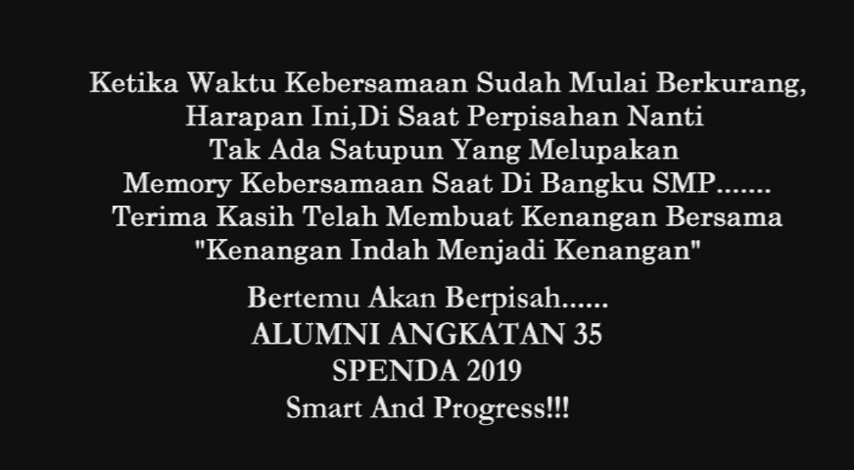 Ketika Waktu Kebersamaan Sudah Mulai Berkurang,
Harapan Ini,Di Saat Perpisahan Nanti
Tak Ada Satupun Yang Melupakan
Memory Kebersamaan Saat Di Bangku SMP.......
Terima Kasih Telah Membuat Kenangan Bersama
"Kenangan Indah Menjadi Kenangan"
Bertemu Akan Berpisah......
ALUMNI ANGKATAN 35
SPENDA 2019
Smart And Progress!!!